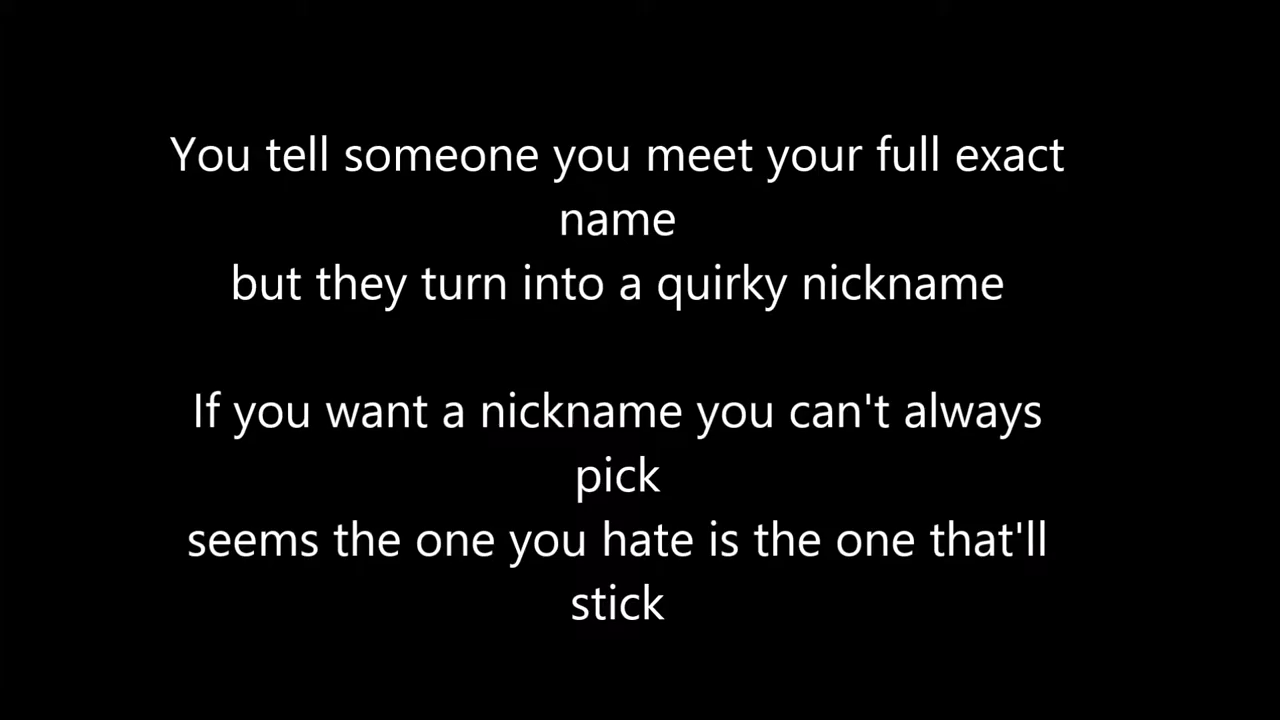 You tell someone you meet your full exact
name
but they turn into a quirky nickname
If you want a nickname you can't always
pick
seems the one you hate is the one that'll
stick